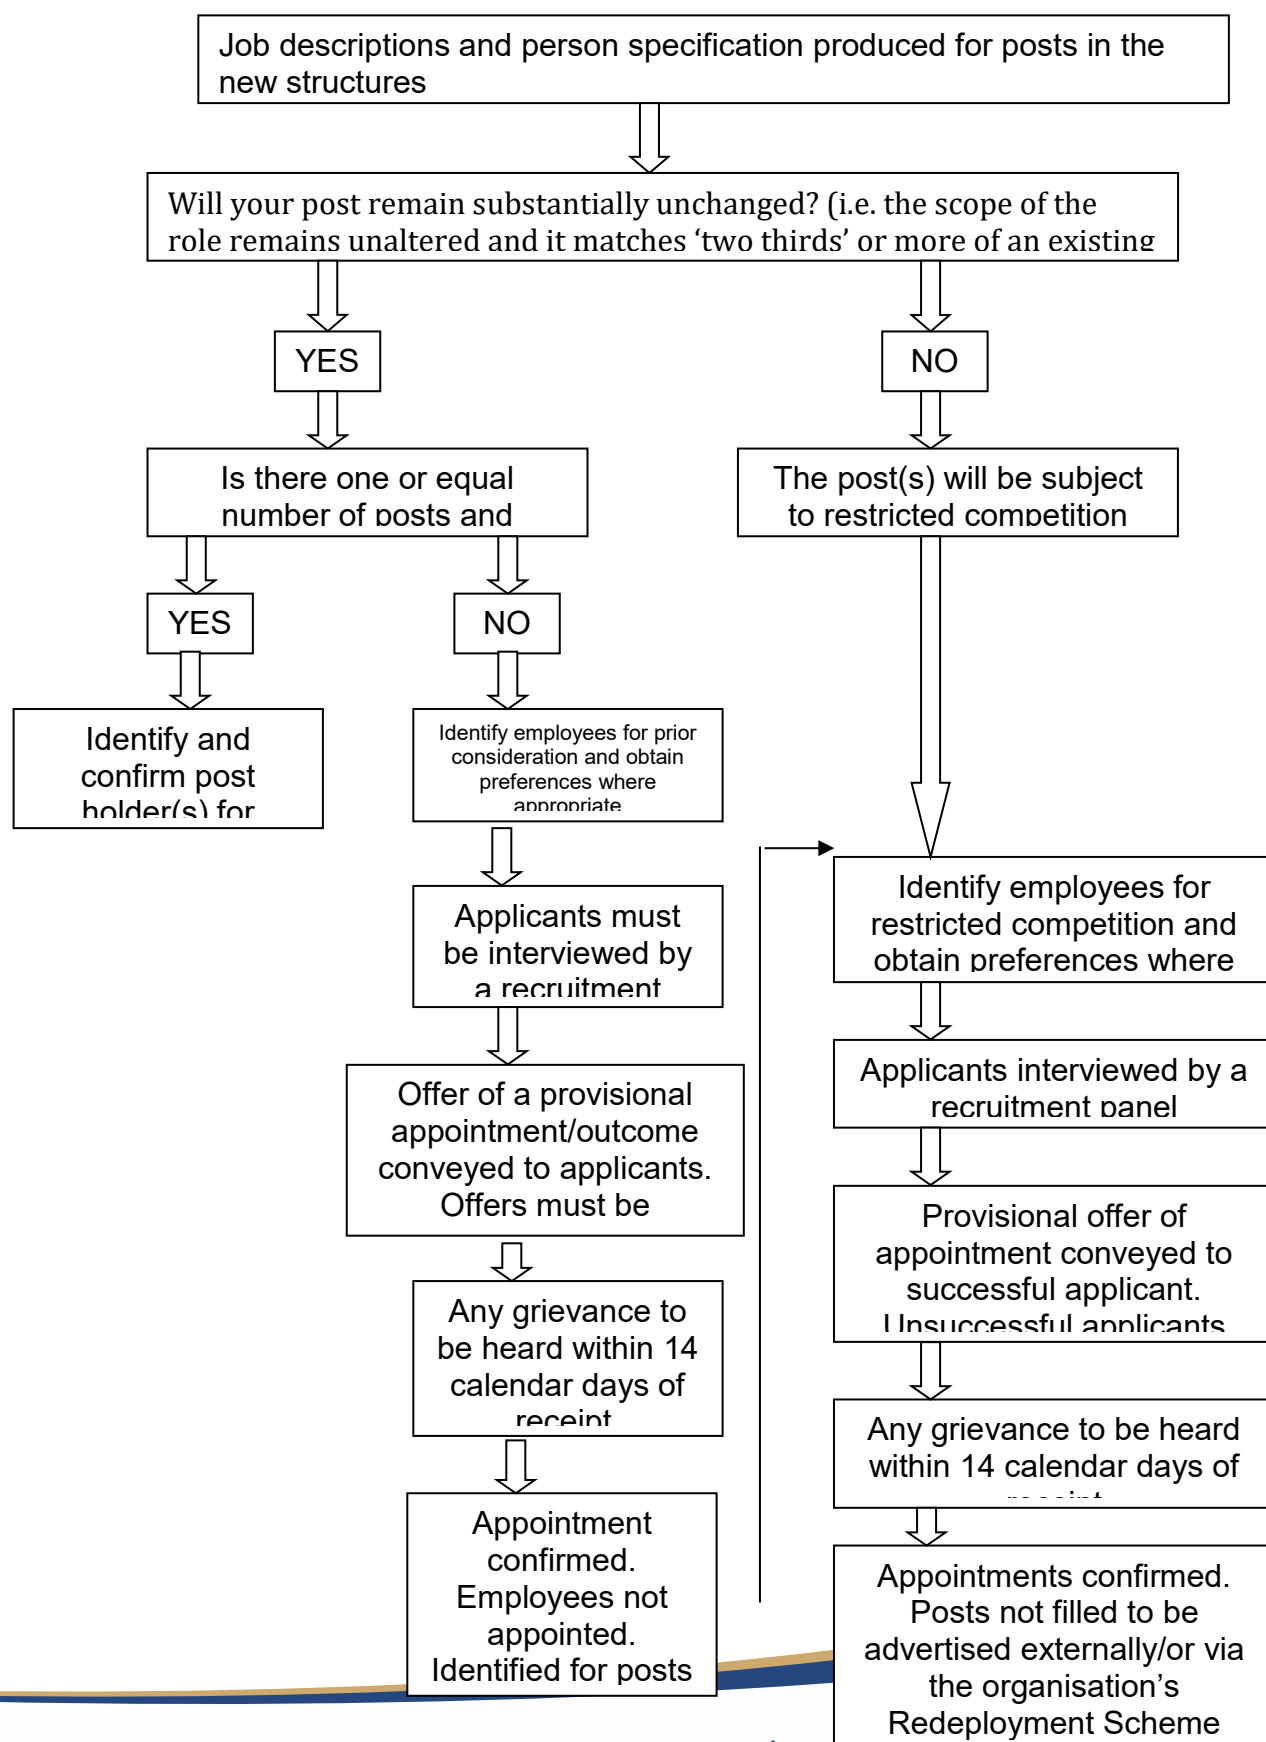 Job descriptions and person specification produced for posts in the
new structures
Will your post remain substantially unchanged? (i.e. the scope of the
role remains unaltered and it matches ‘two thirds’ or more of an existing
YES
NO
Is there one or equal
number of posts and
The post(s) will be subject
to restricted competition
YES
NO
Identify and
confirm post
holder(s) for
Identify employees for prior
consideration and obtain
preferences where
appropriate
Applicants must
be interviewed by
a recruitment
Offer of a provisional
appointment/outcome
conveyed to applicants.
Offers must be
Any grievance to
be heard within 14
calendar days of
receipt
Appointment
confirmed.
Employees not
appointed.
Identified for posts
Identify employees for
restricted competition and
obtain preferences where
Applicants interviewed by a
recruitment panel
Provisional offer of
appointment conveyed to
successful applicant.
Unsuccessful applicants
Any grievance to be heard
within 14 calendar days of
Appointments confirmed.
Posts not filled to be
advertised externally/or via
the organisation’s
Redeployment Scheme